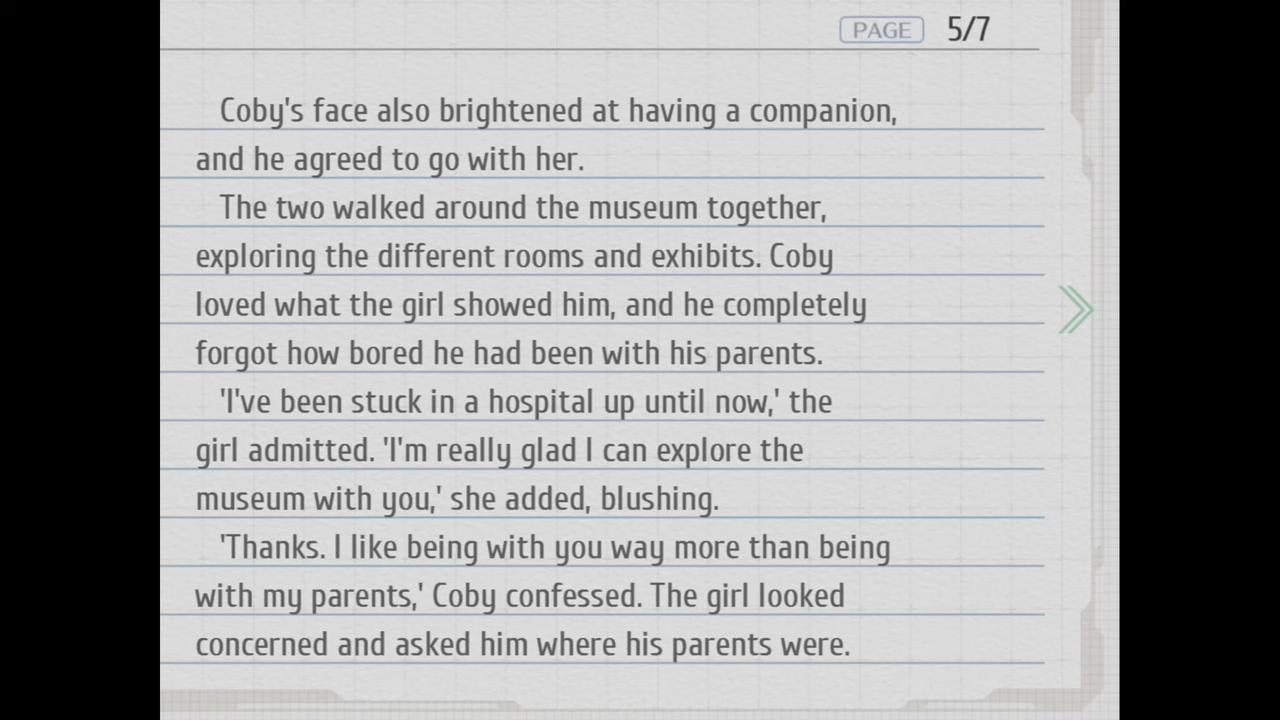 PAGE 5/7
Coby's face also brightened at having a companion,
and he agreed to go with her.
The two walked around the museum together,
exploring the different rooms and exhibits. Coby
loved what the girl showed him, and he completely
forgot how bored he had been with his parents.
'I've been stuck in a hospital up until now,' the
girl admitted. 'I'm really glad I can explore the
museum with you,' she added, blushing.
'Thanks. I like being with you way more than being
with my parents,' Coby confessed. The girl looked
concerned and asked him where his parents were.